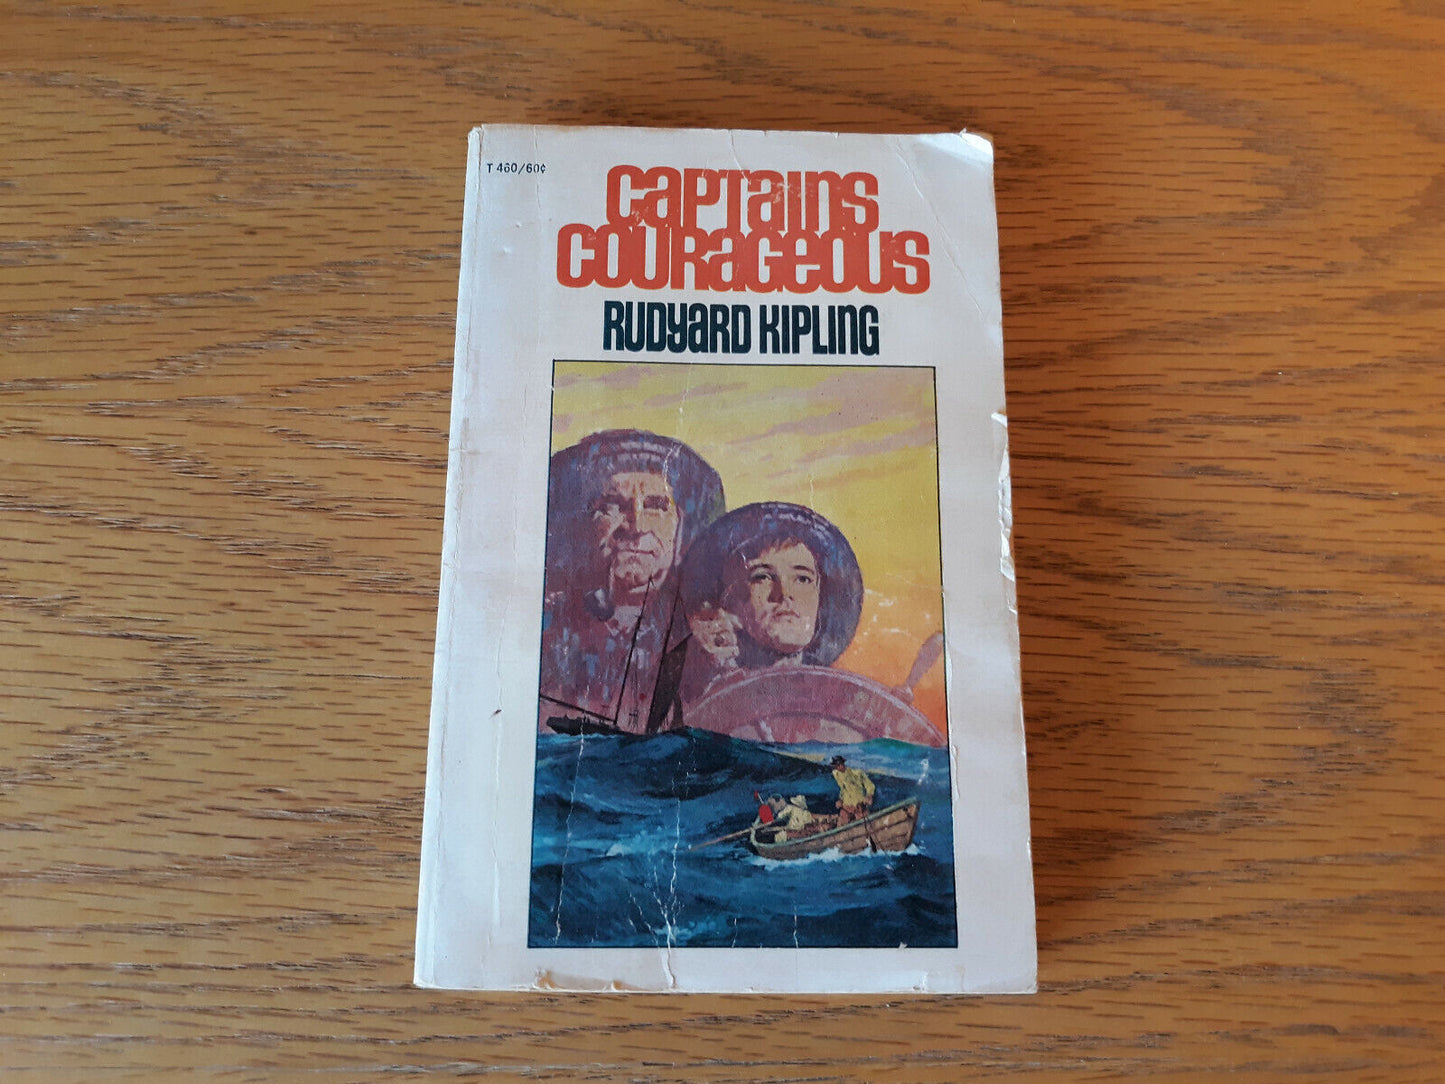 T 460/60¢
CAPTAINS
COURAGEOUS
RUDYARD KIPLING